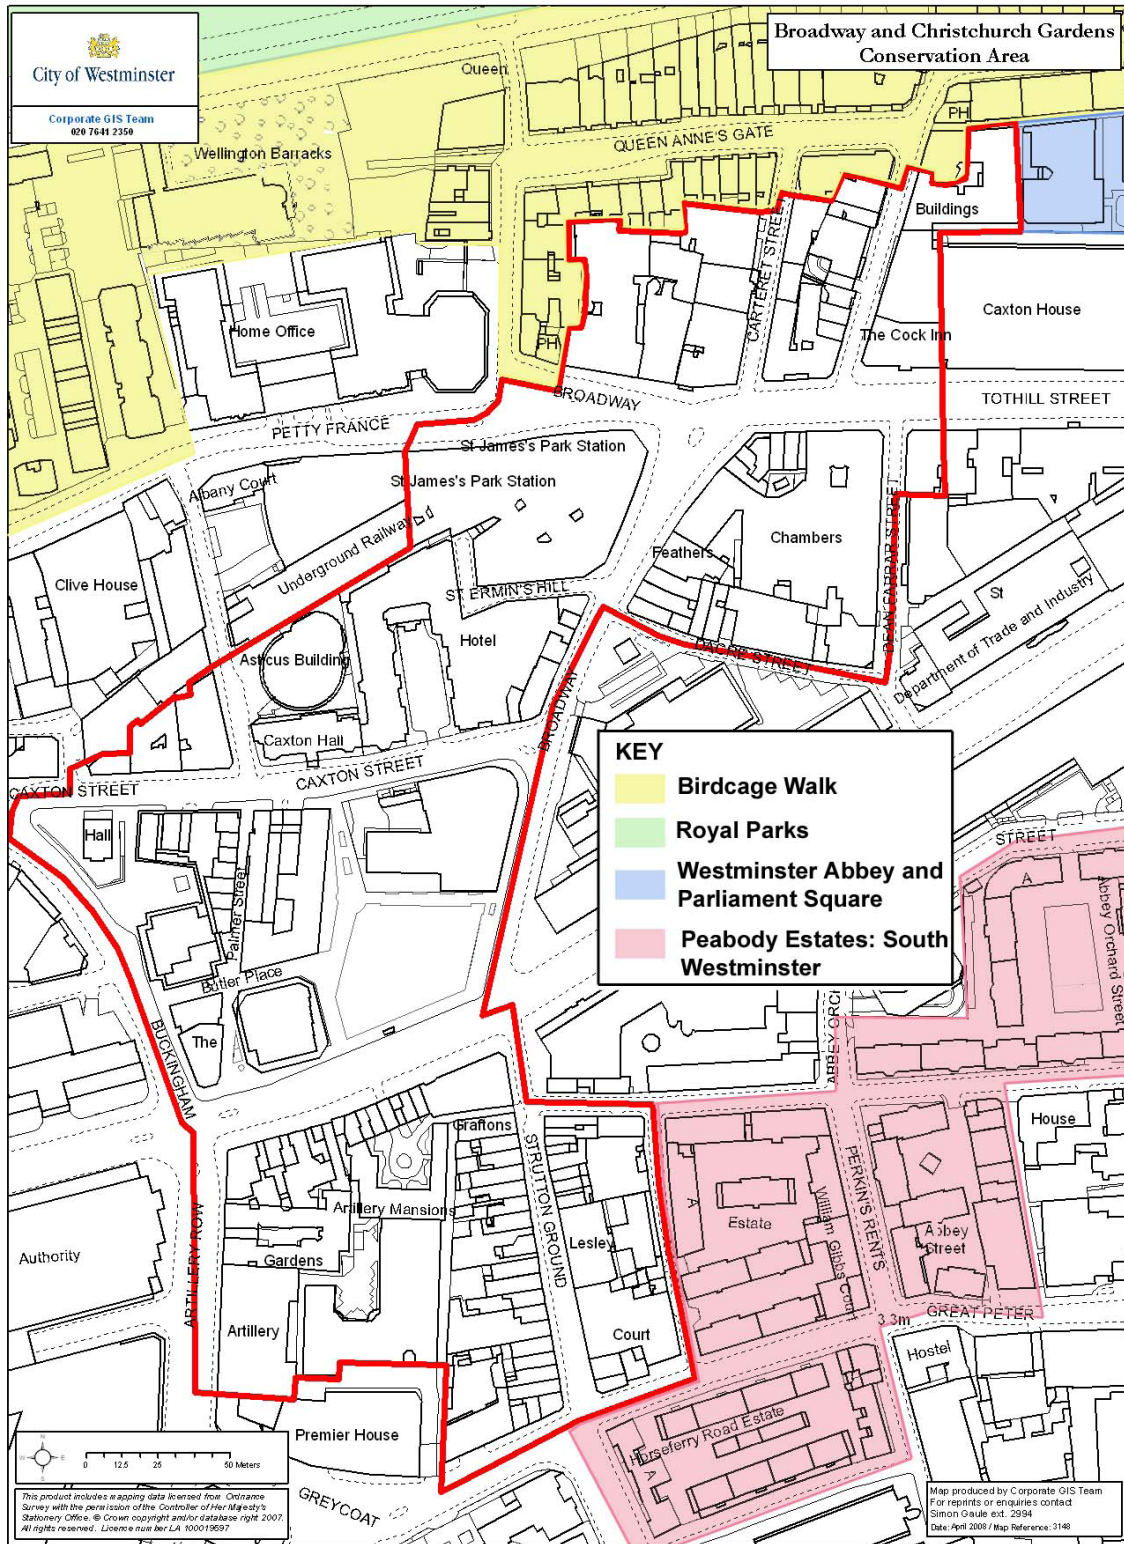 City of Westminster
Corporate GIS Team
020 7641 2350
Broadway and Christchurch Gardens
Conservation Area
Queen
PH
QUEEN ANNE'S GATE
Wellington Barracks
Buildings
CARTERET STREET
Home Office
Caxton House
The Cock Inn
PH
BROADWAY
TOTHILL STREET
PETTY FRANCE
St James's Park Station
St James's Park Station
Albany Court
Underground Railway
Chambers
Feathers
DEAN FARRAR STREET
Clive House
ST ERMIN'S HILL
St
Hotel
Department of Trade and Industry
Asticus Building
DACRE STREET
BROADWAY
Caxton Hall
CAXTON STREET
CAXTON STREET
KEY
Birdcage Walk
Royal Parks
Westminster Abbey and
Parliament Square
Peabody Estates: South
Westminster
STREET
Hall
A
Abbey Orchard Street
Palmer Street
Butler Place
The
BUCKINGHAM
ABBEY ORCH
House
Graftons
STRUTTON GROUND
PERKIN'S RENTS
A
Estate
William Gibbs Court
Abbey
Street
Artillery Mansions
ARTILLERY ROW
Authority
Gardens
Lesley
GREAT PETER
3.3m
Artillery
Court
Hostel
Premier House
Horseferry Road Estate
A
GREYCOAT
N
W
E
S
0 12.5 25 50 Meters
This product includes mapping data licensed from Ordnance
Survey with the permission of the Controller of Her Majesty's
Stationery Office. © Crown copyright and/or database right 2007.
All rights reserved. Licence number LA 100019597
Map produced by Corporate GIS Team
For reprints or enquiries contact
Simon Gaule ext. 2994
Date: April 2008 / Map Reference: 3148